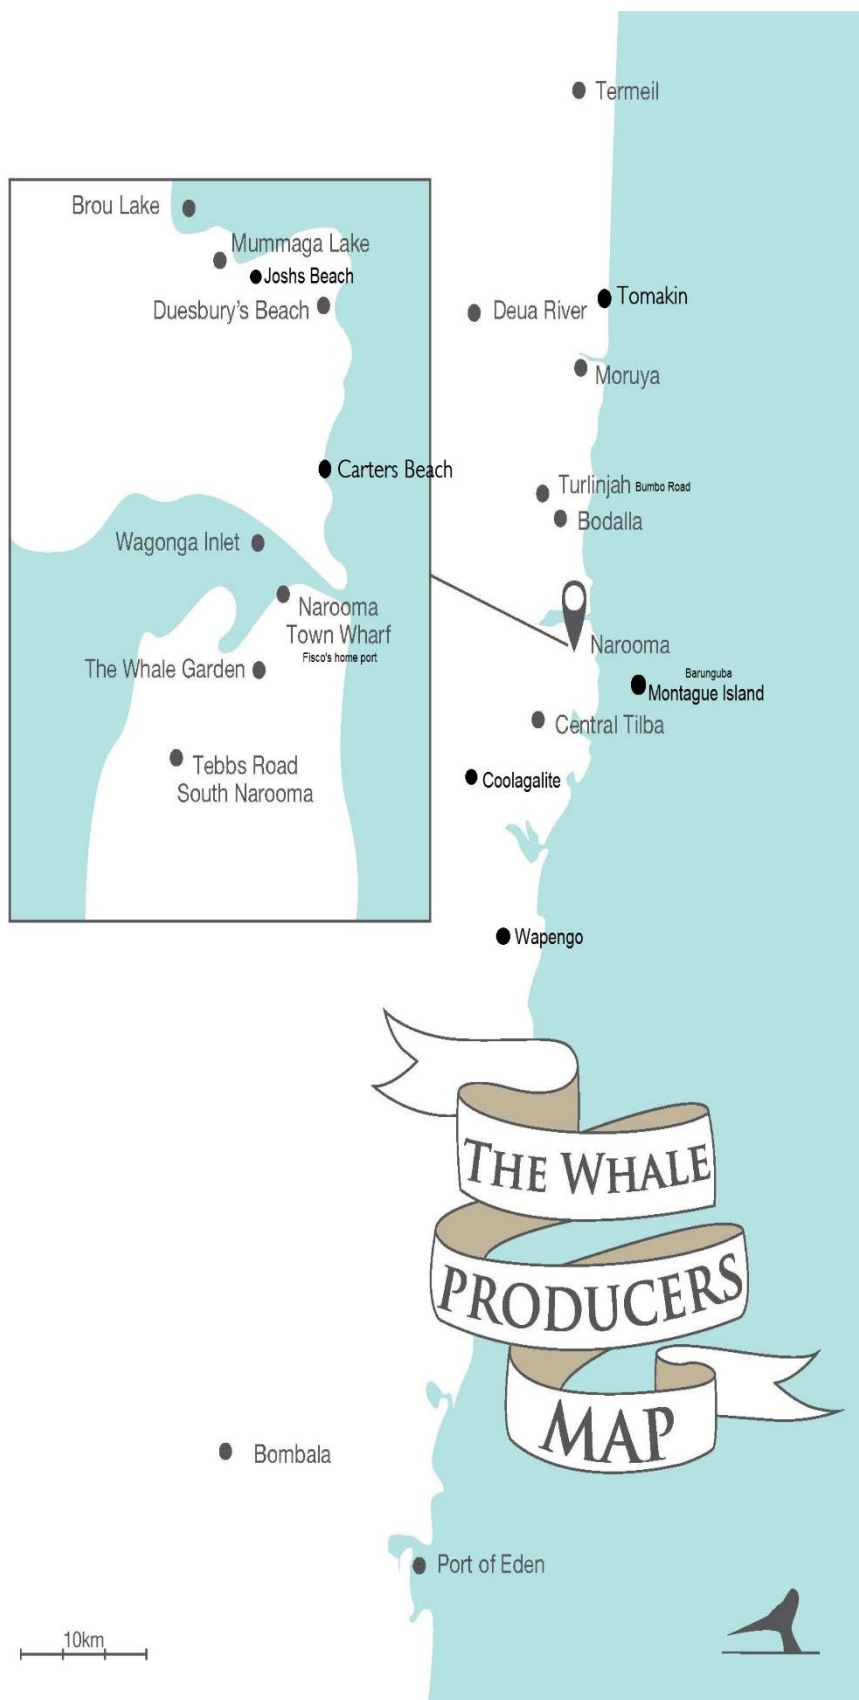 Termeil
Brou Lake
Mummaga Lake
Joshs Beach
Duesbury's Beach
Carters Beach
Wagonga Inlet
Narooma
Town Wharf
Fisco's home port
The Whale Garden
Tebbs Road
South Narooma
Deua River
Tomakin
Moruya
Turlinjah Bumbo Road
Bodalla
Narooma
Barunguba
Montague Island
Central Tilba
Coolagalite
Wapengo
THE WHALE
PRODUCERS
MAP
Bombala
Port of Eden
10km